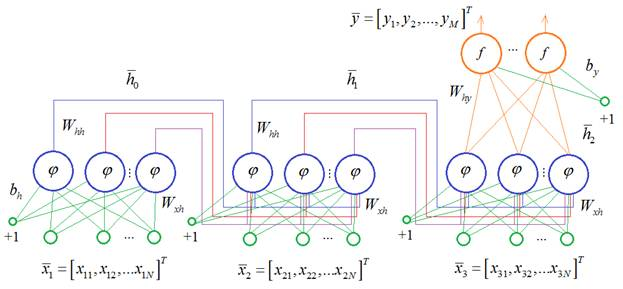 ȳ = [y₁, y₂, ..., y_M]ᵀ
f ... f
b_y
h̄₀ h̄₁ W_hy
+1
W_hh W_hh h̄₂
φ φ ⋮ φ φ φ ⋮ φ φ φ ⋮ φ
b_h W_xh W_xh W_xh
+1 ... +1 ... +1 ...
x̄₁ = [x₁₁, x₁₂, ...x₁N]ᵀ x̄₂ = [x₂₁, x₂₂, ...x₂N]ᵀ x̄₃ = [x₃₁, x₃₂, ...x₃N]ᵀ